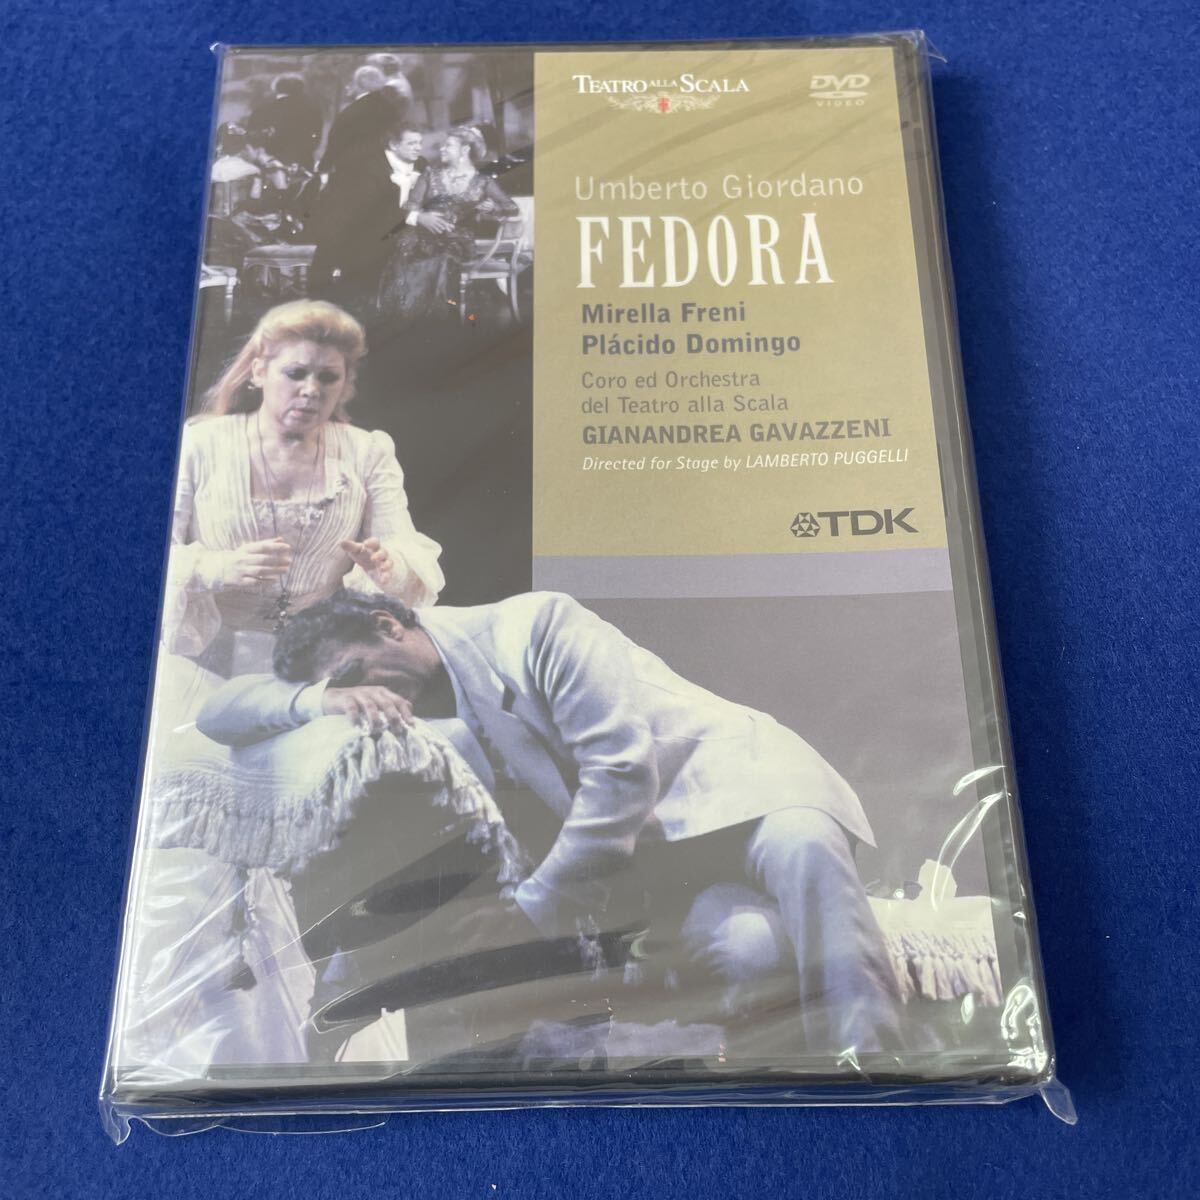 TEATRO ALLA SCALA
DVD
VIDEO
Umberto Giordano
FEDORA
Mirella Freni
Plácido Domingo
Coro ed Orchestra
del Teatro alla Scala
GIANANDREA GAVAZZENI
Directed for Stage by LAMBERTO PUGGELLI
TDK